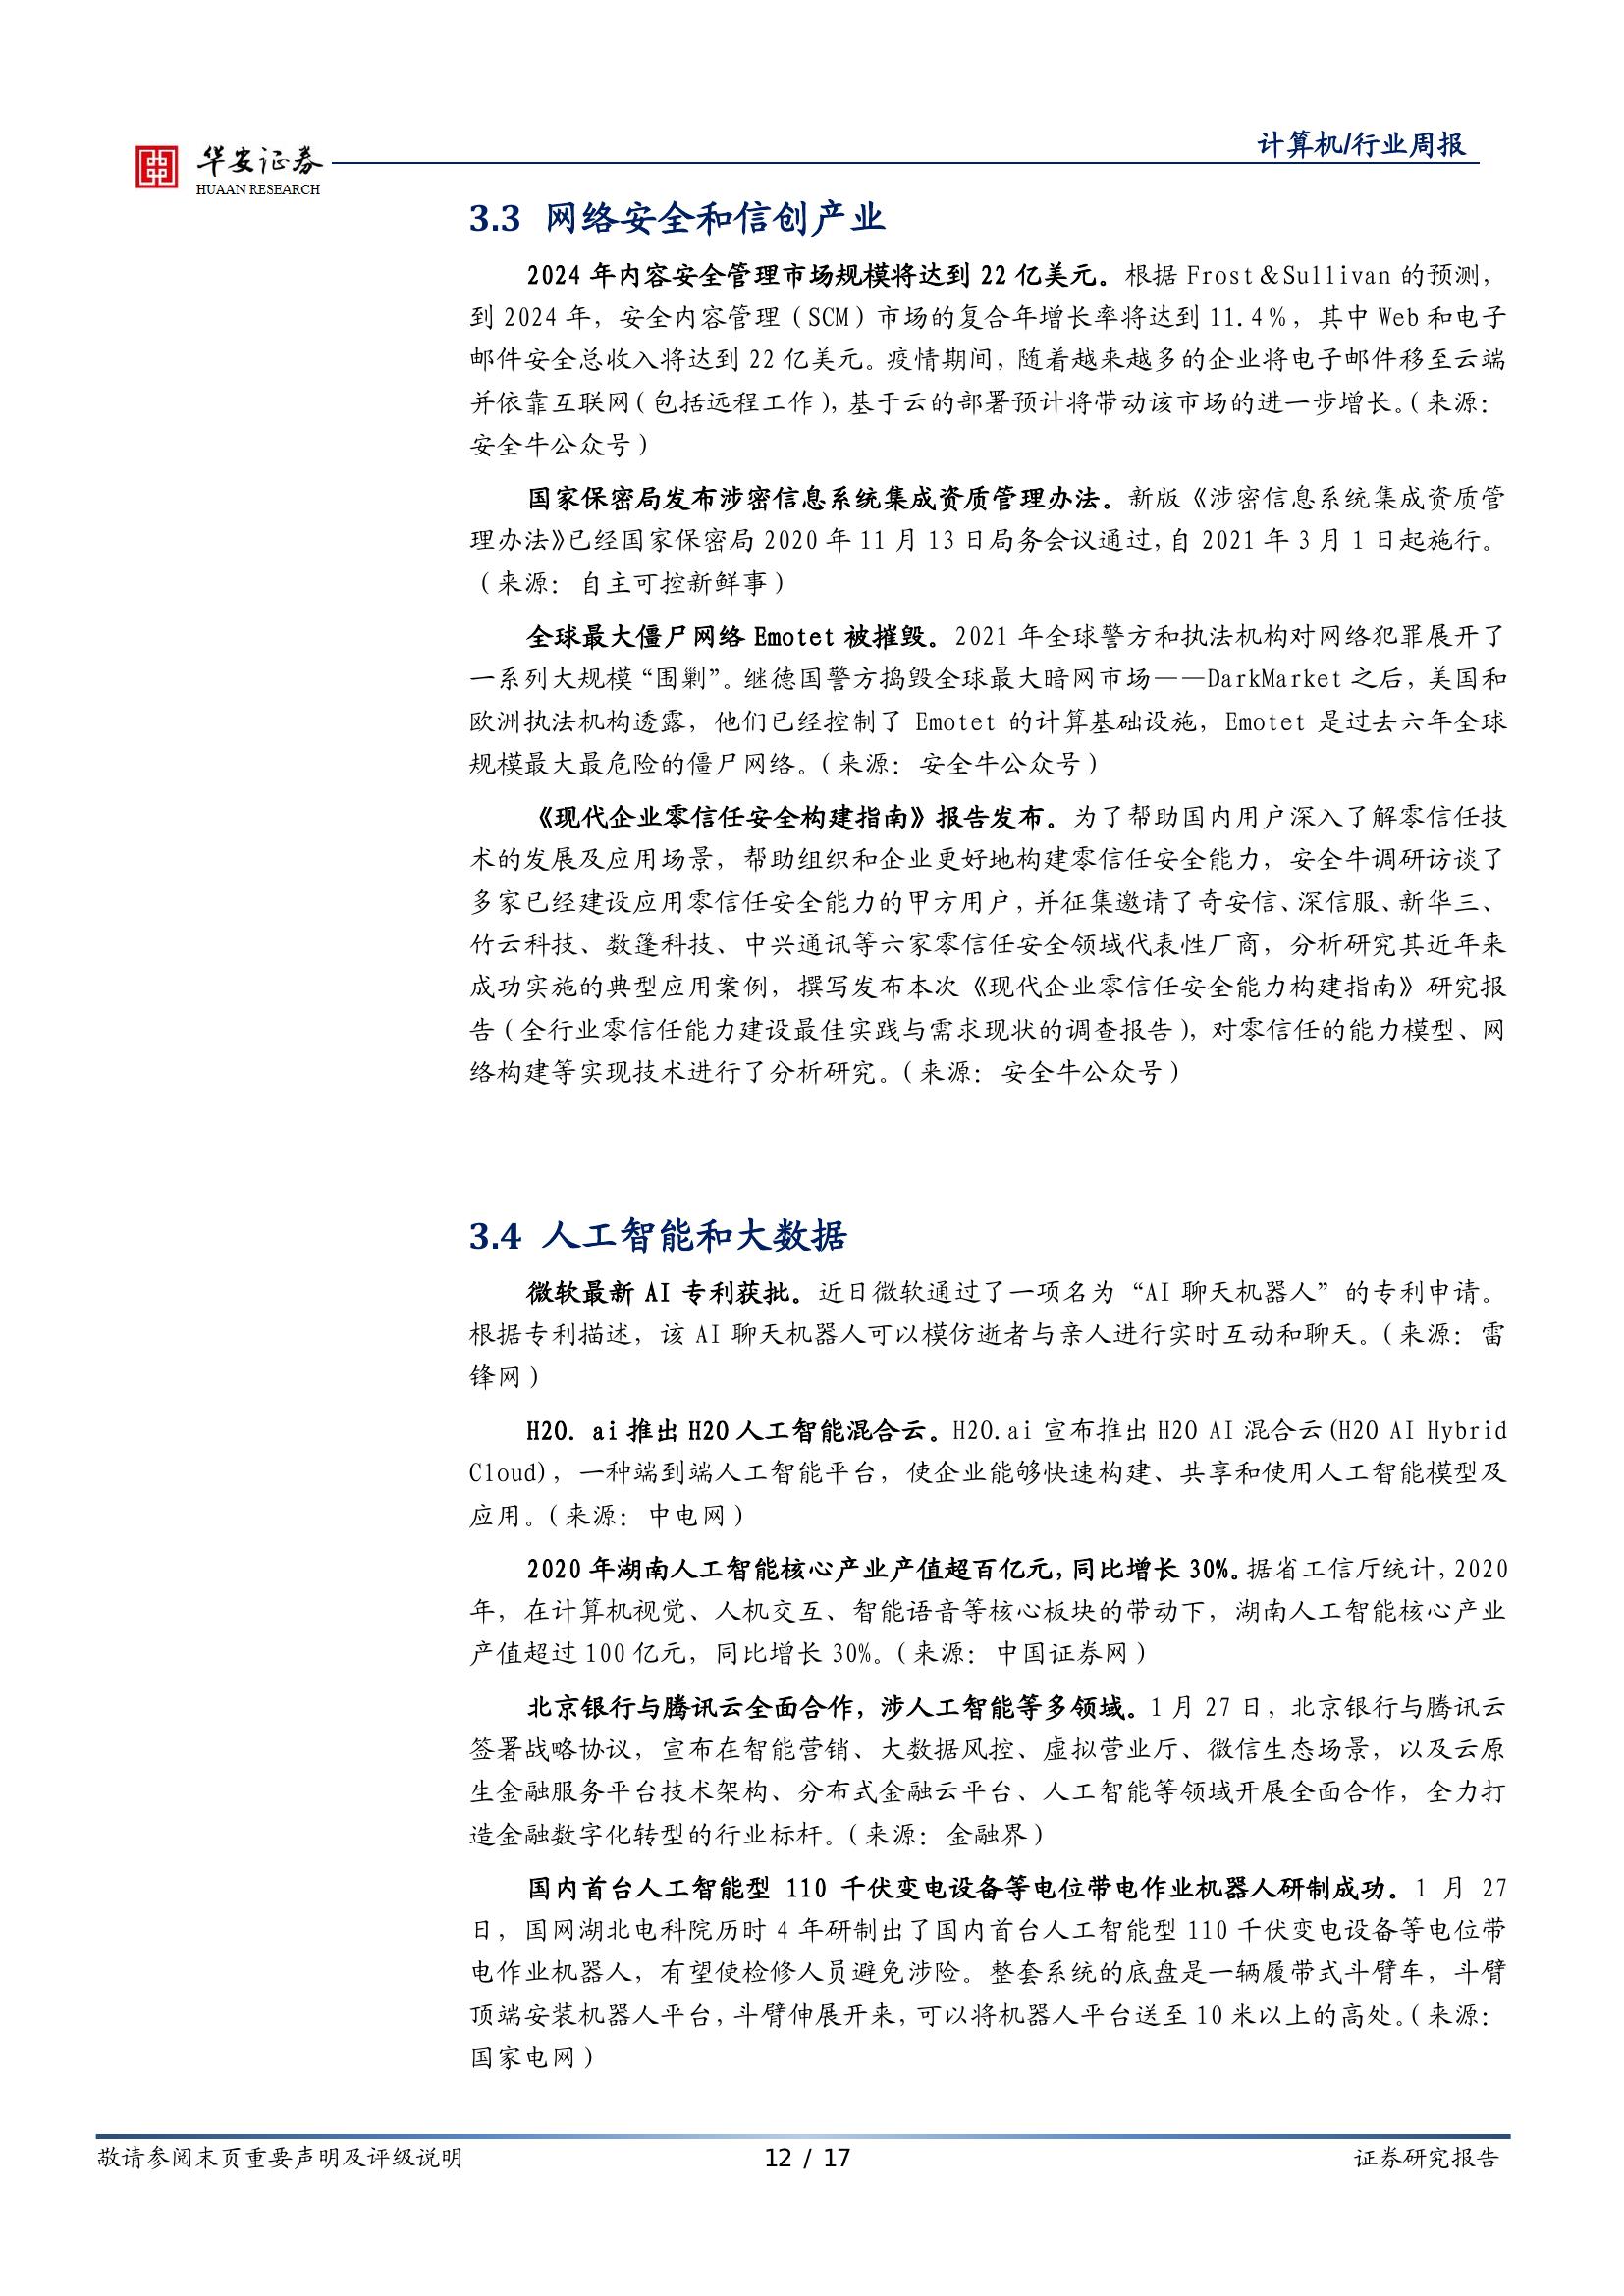 华安证券
HUAAN RESEARCH
计算机/行业周报
3.3 网络安全和信创产业
2024 年内容安全管理市场规模将达到 22 亿美元。根据 Frost＆Sullivan 的预测，
到 2024 年，安全内容管理（SCM）市场的复合年增长率将达到 11.4％，其中 Web 和电子
邮件安全总收入将达到 22 亿美元。疫情期间，随着越来越多的企业将电子邮件移至云端
并依靠互联网（包括远程工作），基于云的部署预计将带动该市场的进一步增长。（来源：
安全牛公众号）
国家保密局发布涉密信息系统集成资质管理办法。新版《涉密信息系统集成资质管
理办法》已经国家保密局 2020 年 11 月 13 日局务会议通过，自 2021 年 3 月 1 日起施行。
（来源：自主可控新鲜事）
全球最大僵尸网络 Emotet 被摧毁。2021 年全球警方和执法机构对网络犯罪展开了
一系列大规模“围剿”。继德国警方捣毁全球最大暗网市场——DarkMarket 之后，美国和
欧洲执法机构透露，他们已经控制了 Emotet 的计算基础设施，Emotet 是过去六年全球
规模最大最危险的僵尸网络。（来源：安全牛公众号）
《现代企业零信任安全构建指南》报告发布。为了帮助国内用户深入了解零信任技
术的发展及应用场景，帮助组织和企业更好地构建零信任安全能力，安全牛调研访谈了
多家已经建设应用零信任安全能力的甲方用户，并征集邀请了奇安信、深信服、新华三、
竹云科技、数篷科技、中兴通讯等六家零信任安全领域代表性厂商，分析研究其近年来
成功实施的典型应用案例，撰写发布本次《现代企业零信任安全能力构建指南》研究报
告（全行业零信任能力建设最佳实践与需求现状的调查报告），对零信任的能力模型、网
络构建等实现技术进行了分析研究。（来源：安全牛公众号）
3.4 人工智能和大数据
微软最新 AI 专利获批。近日微软通过了一项名为“AI 聊天机器人”的专利申请。
根据专利描述，该 AI 聊天机器人可以模仿逝者与亲人进行实时互动和聊天。（来源：雷
锋网）
H2O. ai 推出 H2O 人工智能混合云。H2O.ai 宣布推出 H2O AI 混合云(H2O AI Hybrid
Cloud)，一种端到端人工智能平台，使企业能够快速构建、共享和使用人工智能模型及
应用。（来源：中电网）
2020 年湖南人工智能核心产业产值超百亿元，同比增长 30%。据省工信厅统计，2020
年，在计算机视觉、人机交互、智能语音等核心板块的带动下，湖南人工智能核心产业
产值超过 100 亿元，同比增长 30%。（来源：中国证券网）
北京银行与腾讯云全面合作，涉人工智能等多领域。1 月 27 日，北京银行与腾讯云
签署战略协议，宣布在智能营销、大数据风控、虚拟营业厅、微信生态场景，以及云原
生金融服务平台技术架构、分布式金融云平台、人工智能等领域开展全面合作，全力打
造金融数字化转型的行业标杆。（来源：金融界）
国内首台人工智能型 110 千伏变电设备等电位带电作业机器人研制成功。1 月 27
日，国网湖北电科院历时 4 年研制出了国内首台人工智能型 110 千伏变电设备等电位带
电作业机器人，有望使检修人员避免涉险。整套系统的底盘是一辆履带式斗臂车，斗臂
顶端安装机器人平台，斗臂伸展开来，可以将机器人平台送至 10 米以上的高处。（来源：
国家电网）
敬请参阅末页重要声明及评级说明
12 / 17
证券研究报告